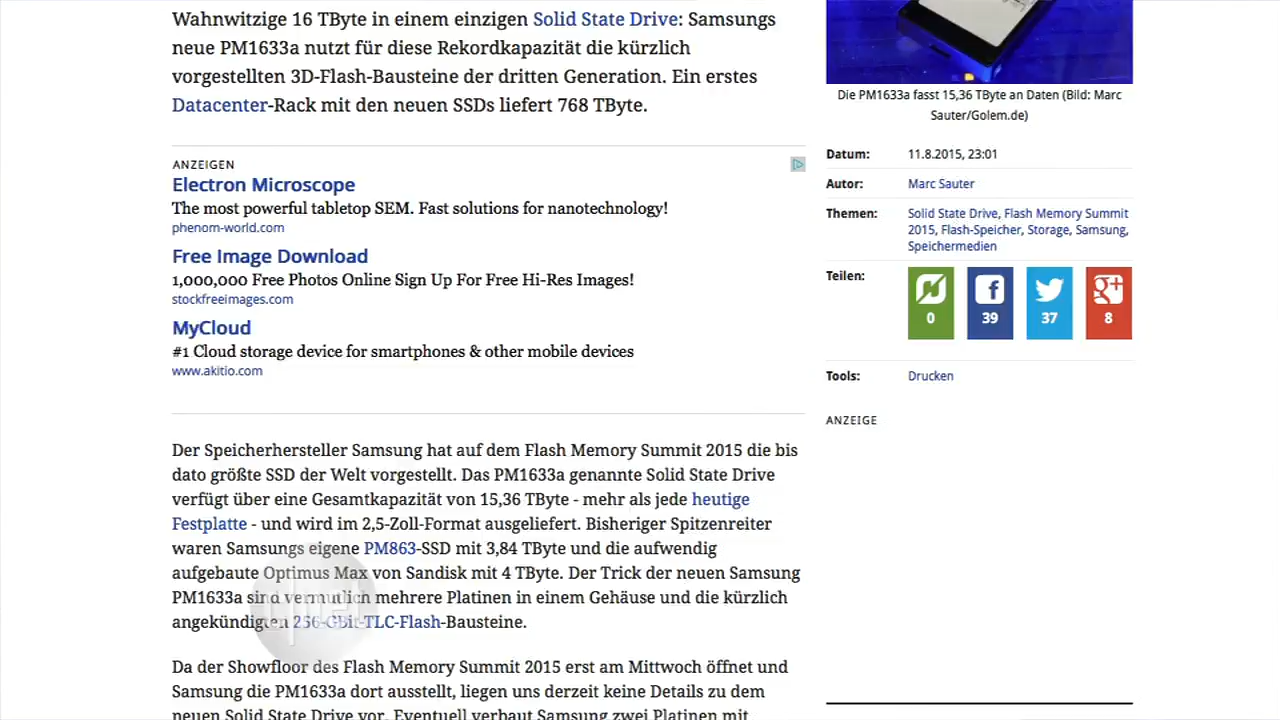 Wahnwitzige 16 TByte in einem einzigen Solid State Drive: Samsungs
neue PM1633a nutzt für diese Rekordkapazität die kürzlich
vorgestellten 3D-Flash-Bausteine der dritten Generation. Ein erstes
Datacenter-Rack mit den neuen SSDs liefert 768 TByte.
ANZEIGEN
Electron Microscope
The most powerful tabletop SEM. Fast solutions for nanotechnology!
phenom-world.com
Free Image Download
1,000,000 Free Photos Online Sign Up For Free Hi-Res Images!
stockfreeimages.com
MyCloud
#1 Cloud storage device for smartphones & other mobile devices
www.akitio.com
Der Speicherhersteller Samsung hat auf dem Flash Memory Summit 2015 die bis
dato größte SSD der Welt vorgestellt. Das PM1633a genannte Solid State Drive
verfügt über eine Gesamtkapazität von 15,36 TByte - mehr als jede heutige
Festplatte - und wird im 2,5-Zoll-Format ausgeliefert. Bisheriger Spitzenreiter
waren Samsungs eigene PM863-SSD mit 3,84 TByte und die aufwendig
aufgebaute Optimus Max von Sandisk mit 4 TByte. Der Trick der neuen Samsung
PM1633a sind vermutlich mehrere Platinen in einem Gehäuse und die kürzlich
angekündigten 256-GBit-TLC-Flash-Bausteine.
Da der Showfloor des Flash Memory Summit 2015 erst am Mittwoch öffnet und
Samsung die PM1633a dort ausstellt, liegen uns derzeit keine Details zu dem
neuen Solid State Drive vor. Eventuell verbaut Samsung zwei Platinen mit
Die PM1633a fasst 15,36 TByte an Daten (Bild: Marc
Sauter/Golem.de)
Datum: 11.8.2015, 23:01
Autor: Marc Sauter
Themen: Solid State Drive, Flash Memory Summit
2015, Flash-Speicher, Storage, Samsung,
Speichermedien
Teilen:
0 39 37 8
Tools: Drucken
ANZEIGE